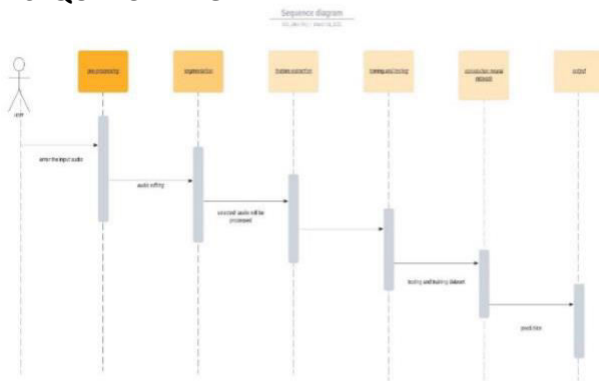 Sequence diagram
pre-processing
segmentation
feature extraction
training and testing
convolution neural
network
output
user
enter the input audio
audio editing
unwanted audio will be
processed
testing and training dataset
prediction